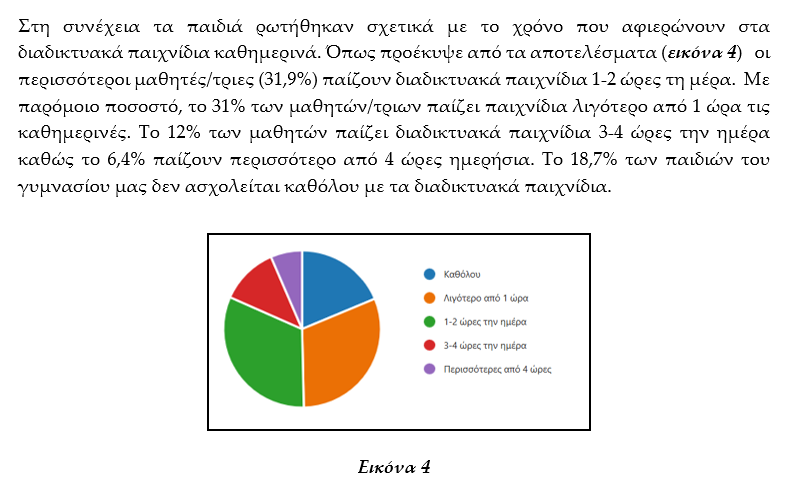 Στη συνέχεια τα παιδιά ρωτήθηκαν σχετικά με το χρόνο που αφιερώνουν στα
διαδικτυακά παιχνίδια καθημερινά. Όπως προέκυψε από τα αποτελέσματα (εικόνα 4) οι
περισσότεροι μαθητές/τριες (31,9%) παίζουν διαδικτυακά παιχνίδια 1-2 ώρες τη μέρα. Με
παρόμοιο ποσοστό, το 31% των μαθητών/τριων παίζει παιχνίδια λιγότερο από 1 ώρα τις
καθημερινές. Το 12% των μαθητών παίζει διαδικτυακά παιχνίδια 3-4 ώρες την ημέρα
καθώς το 6,4% παίζουν περισσότερο από 4 ώρες ημερήσια. Το 18,7% των παιδιών του
γυμνασίου μας δεν ασχολείται καθόλου με τα διαδικτυακά παιχνίδια.
Καθόλου
Λιγότερο από 1 ώρα
1-2 ώρες την ημέρα
3-4 ώρες την ημέρα
Περισσότερες από 4 ώρες
Εικόνα 4